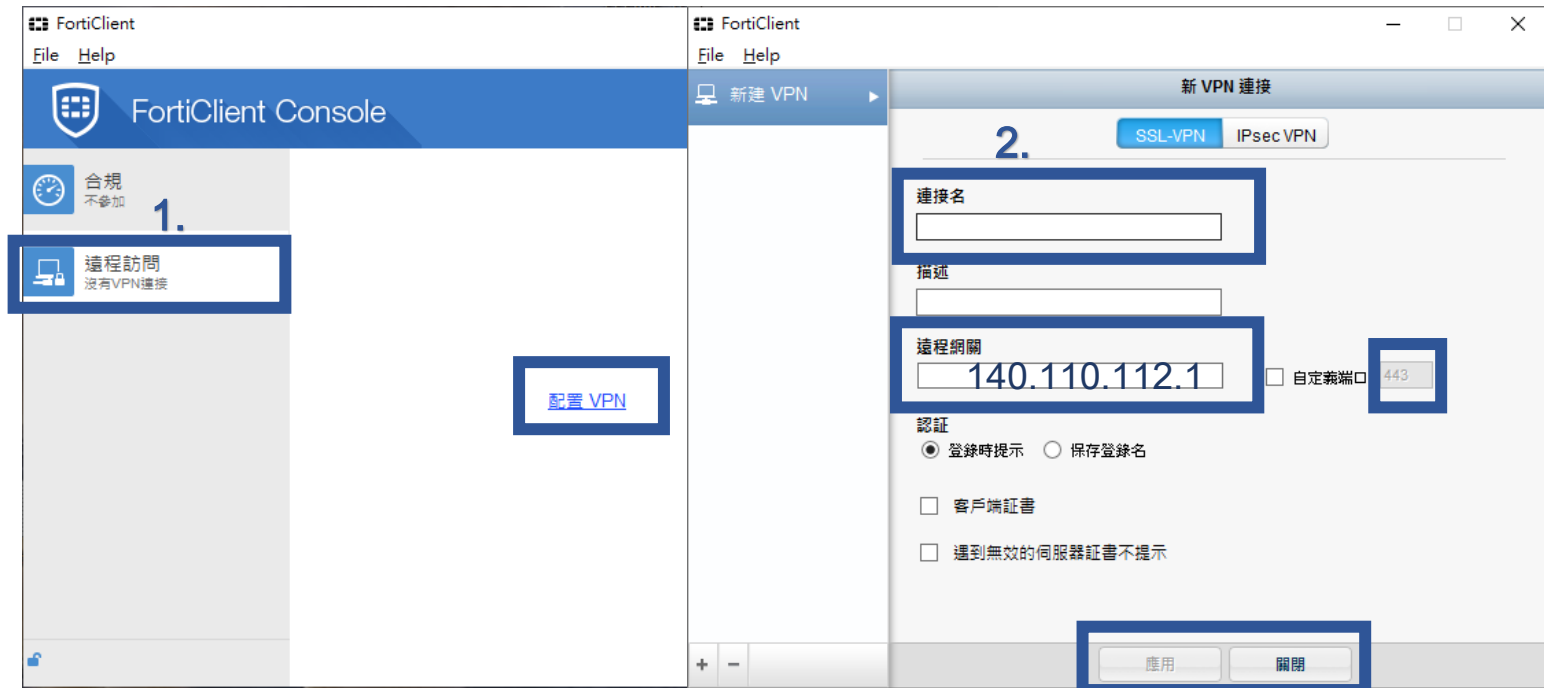 FortiClient
File Help
FortiClient Console
合規
不參加
1.
遠程訪問
沒有VPN連接
配置 VPN
FortiClient
File Help
新建 VPN
新 VPN 連接
SSL-VPN IPsec VPN
2.
連接名
描述
遠程網關
140.110.112.1 自定義端口 443
認証
登錄時提示 保存登錄名
客戶端証書
遇到無效的伺服器証書不提示
+ −
應用 關閉